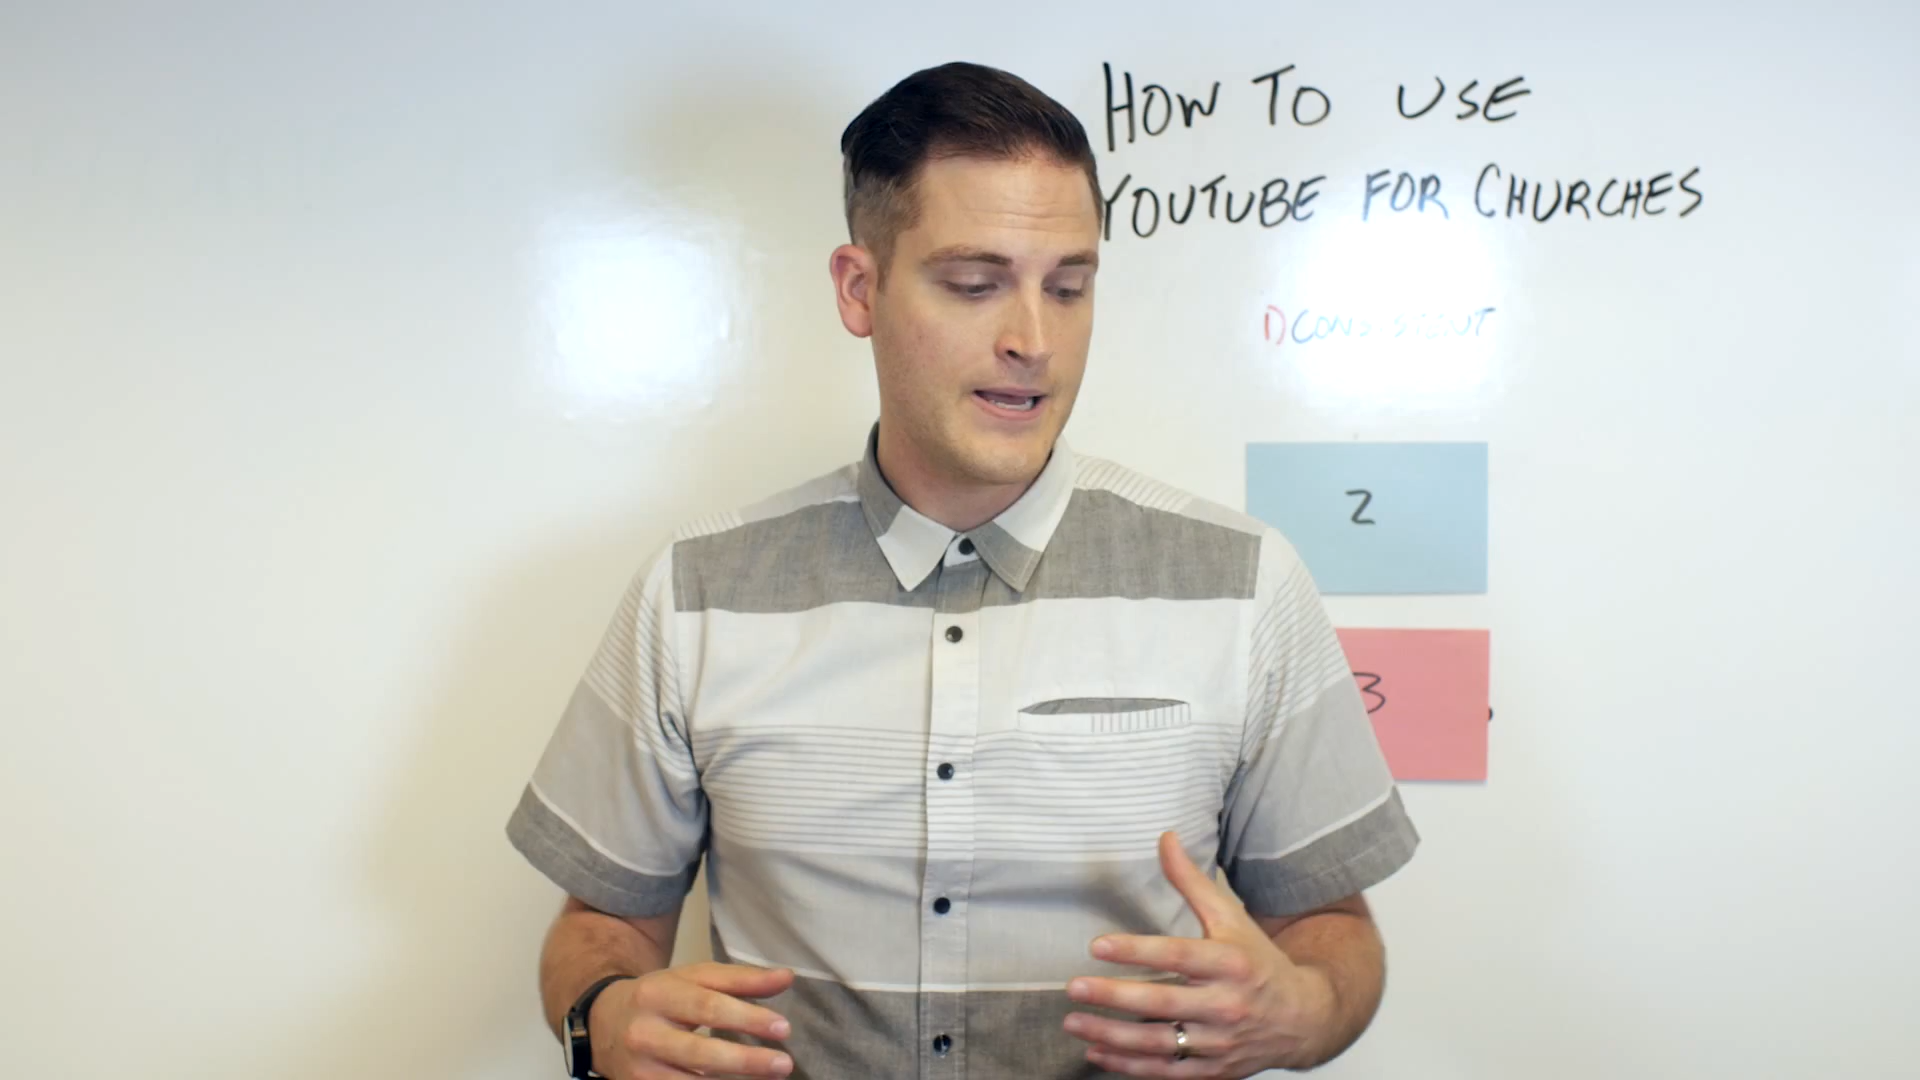 HOW TO USE
YOUTUBE FOR CHURCHES
1) CONSISTENT
2
3